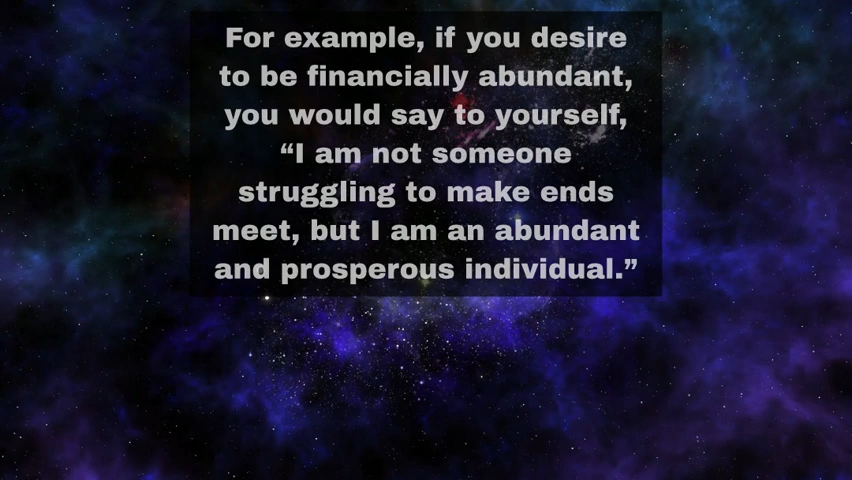 For example, if you desire
to be financially abundant,
you would say to yourself,
“I am not someone
struggling to make ends
meet, but I am an abundant
and prosperous individual.”